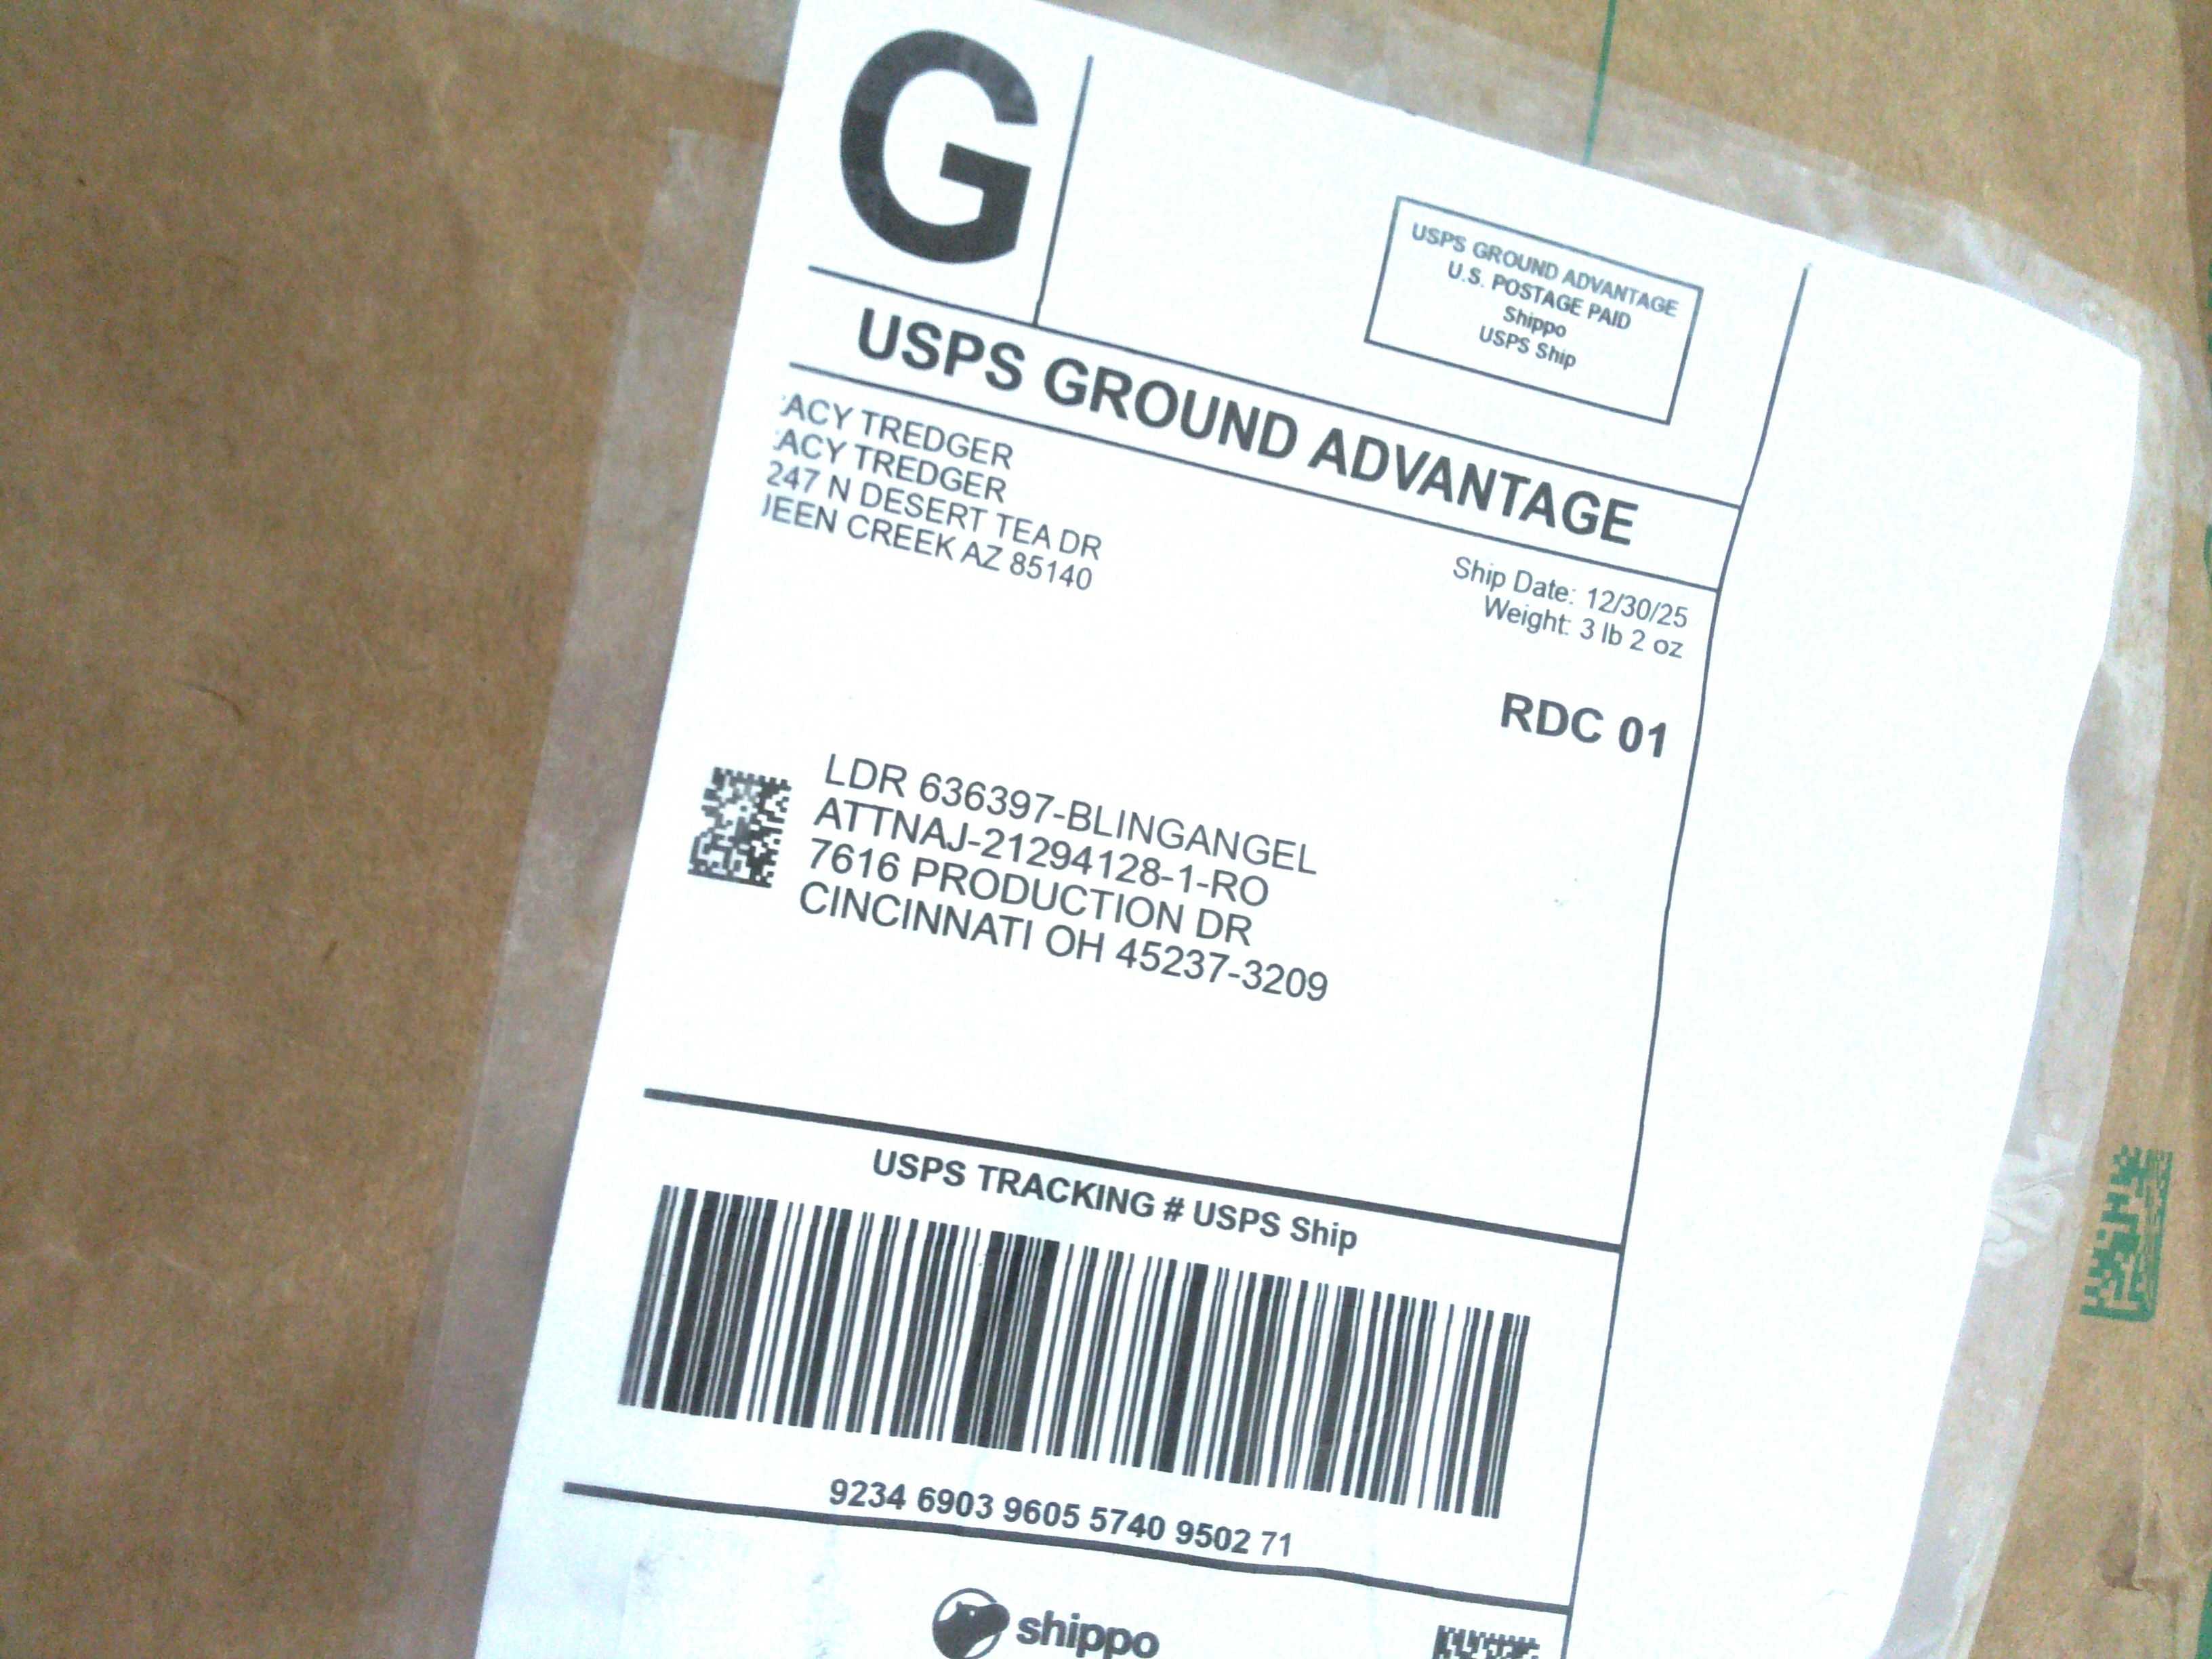 G
USPS GROUND ADVANTAGE
U.S. POSTAGE PAID
Shippo
USPS Ship
USPS GROUND ADVANTAGE
ACY TREDGER
ACY TREDGER
247 N DESERT TEA DR
EEN CREEK AZ 85140
Ship Date: 12/30/25
Weight: 3 lb 2 oz
RDC 01
LDR 636397-BLINGANGEL
ATTNAJ-21294128-1-RO
7616 PRODUCTION DR
CINCINNATI OH 45237-3209
USPS TRACKING # USPS Ship
9234 6903 9605 5740 9502 71
shippo